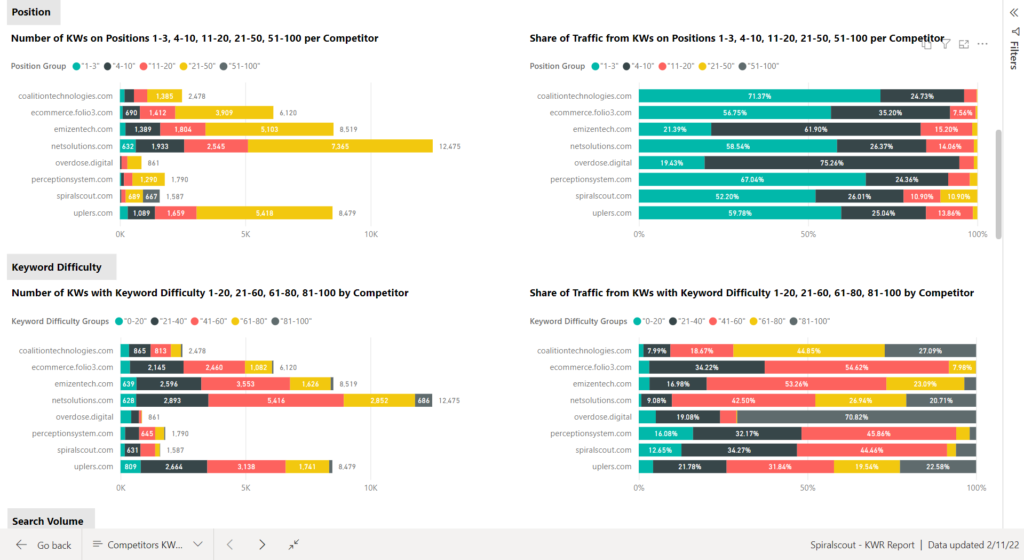 Position
Number of KWs on Positions 1-3, 4-10, 11-20, 21-50, 51-100 per Competitor
Position Group "1-3" "4-10" "11-20" "21-50" "51-100"
coalitiontechnologies.com 1,385 2,478
ecommerce.folio3.com 690 1,412 3,909 6,120
emizentech.com 1,389 1,804 5,103 8,519
netsolutions.com 632 1,933 2,545 7,365 12,475
overdose.digital 861
perceptionsystem.com 1,290 1,790
spiralscout.com 689 667 1,587
uplers.com 1,089 1,659 5,418 8,479
0K 5K 10K
Share of Traffic from KWs on Positions 1-3, 4-10, 11-20, 21-50, 51-100 per Competitor
Position Group "1-3" "4-10" "11-20" "21-50" "51-100"
coalitiontechnologies.com 71.37% 24.73%
ecommerce.folio3.com 56.75% 35.20% 7.56%
emizentech.com 21.39% 61.90% 15.20%
netsolutions.com 58.54% 26.37% 14.06%
overdose.digital 19.43% 75.26%
perceptionsystem.com 67.04% 24.36%
spiralscout.com 52.20% 26.01% 10.90% 10.90%
uplers.com 59.78% 25.04% 13.86%
0% 50% 100%
Filters
Keyword Difficulty
Number of KWs with Keyword Difficulty 1-20, 21-60, 61-80, 81-100 by Competitor
Keyword Difficulty Groups "0-20" "21-40" "41-60" "61-80" "81-100"
coalitiontechnologies.com 865 813 2,478
ecommerce.folio3.com 2,145 2,460 1,082 6,120
emizentech.com 639 2,596 3,553 1,626 8,519
netsolutions.com 628 2,893 5,416 2,852 686 12,475
overdose.digital 861
perceptionsystem.com 645 1,790
spiralscout.com 631 1,587
uplers.com 809 2,664 3,138 1,741 8,479
0K 5K 10K
Share of Traffic from KWs with Keyword Difficulty 1-20, 21-60, 61-80, 81-100 by Competitor
Keyword Difficulty Groups "0-20" "21-40" "41-60" "61-80" "81-100"
coalitiontechnologies.com 7.99% 18.67% 44.85% 27.09%
ecommerce.folio3.com 34.22% 54.62% 7.98%
emizentech.com 16.98% 53.26% 23.09%
netsolutions.com 9.08% 42.50% 26.96% 20.71%
overdose.digital 19.08% 70.82%
perceptionsystem.com 16.08% 32.17% 45.86%
spiralscout.com 12.65% 34.27% 44.46%
uplers.com 21.78% 31.84% 19.54% 22.58%
0% 50% 100%
Search Volume
Go back
Competitors KW...
Spiralscout - KWR Report | Data updated 2/11/22